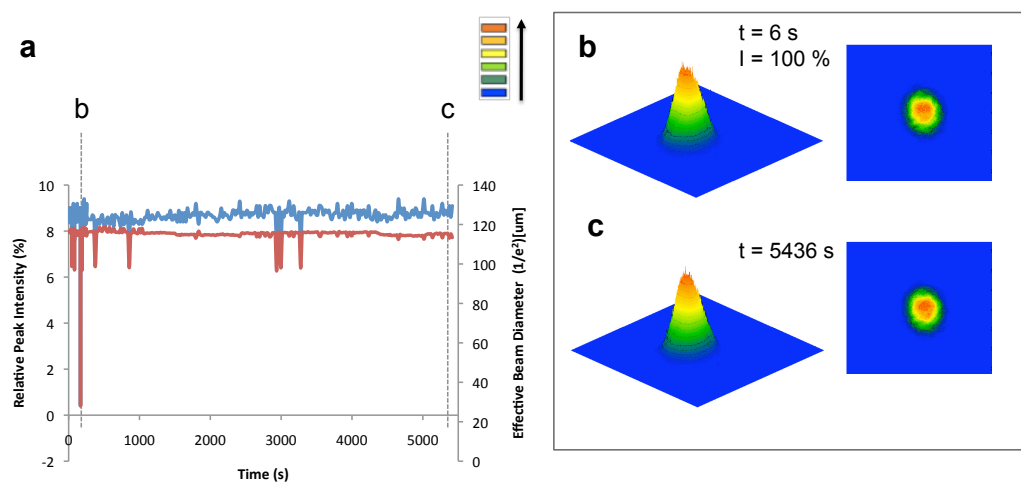 a
b
c
10
8
6
4
2
0
-2
Relative Peak Intensity (%)
0
1000
2000
3000
4000
5000
Time (s)
140
120
100
80
60
40
20
0
Effective Beam Diameter (1/e²)[um]
b
t = 6 s
I = 100 %
c
t = 5436 s